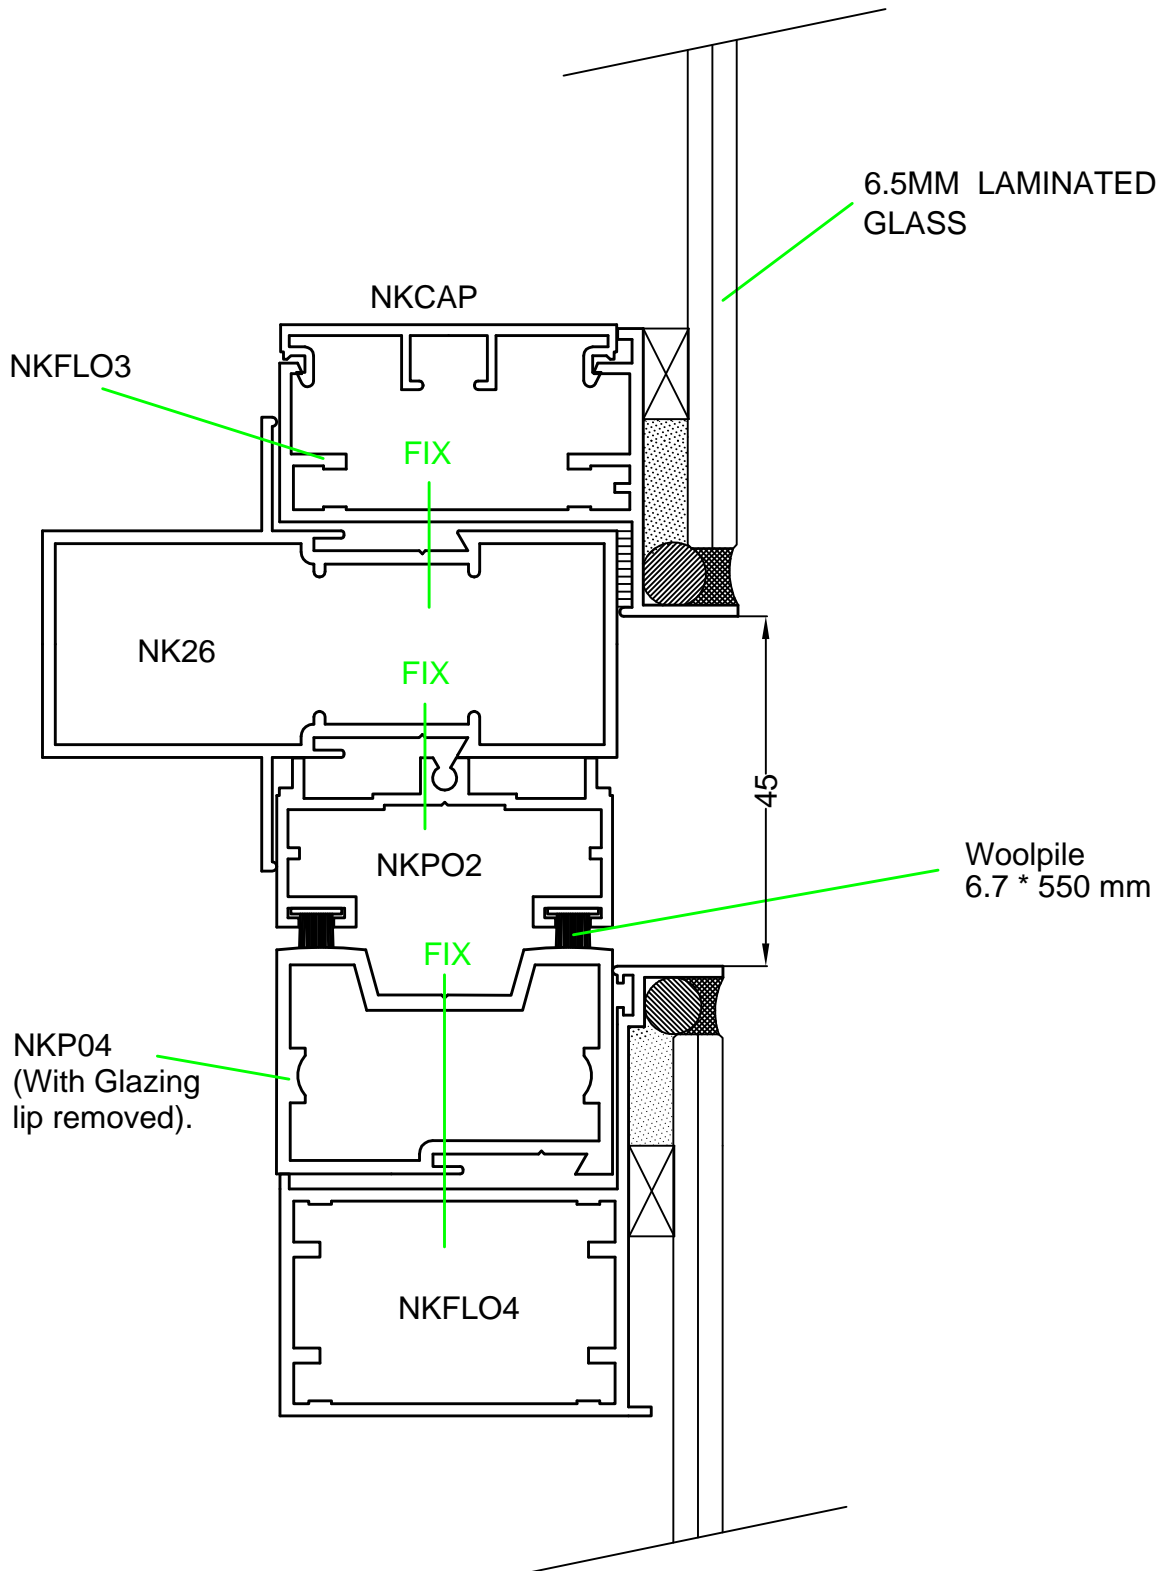 6.5MM LAMINATED
GLASS
NKCAP
NKFLO3
FIX
NK26
FIX
45
NKPO2
Woolpile
6.7 * 550 mm
FIX
NKP04
(With Glazing
lip removed).
NKFLO4